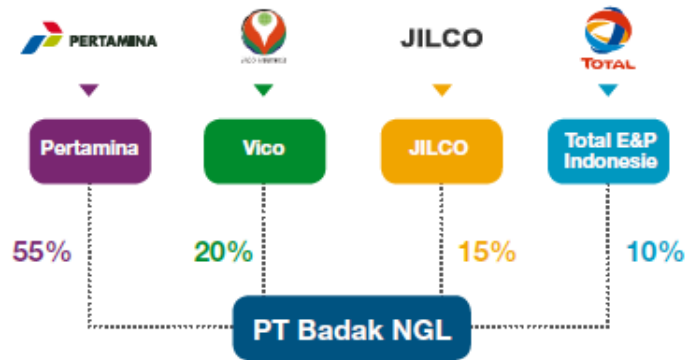 PERTAMINA
JILCO
TOTAL
Pertamina
Vico
JILCO
Total E&P
Indonesie
55%
20%
15%
10%
PT Badak NGL